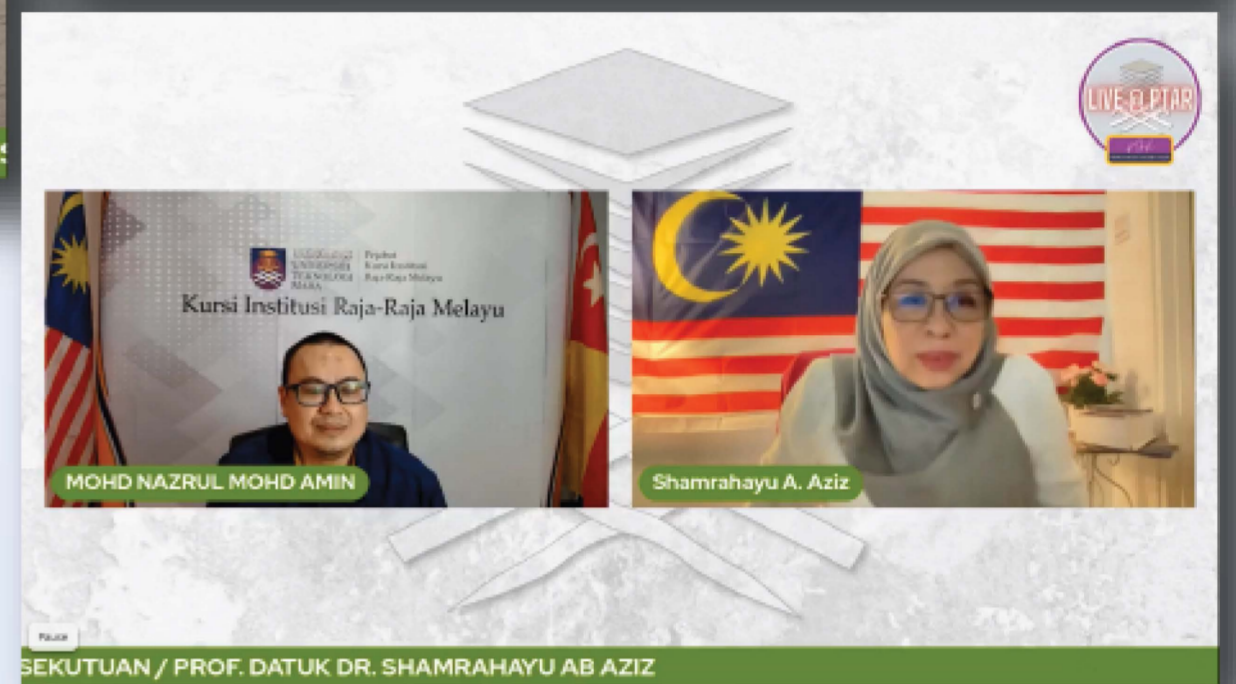 LIVE @ PTAR
UNIVERSITI
TEKNOLOGI
MARA
Pejabat
Kursi Institusi
Raja-Raja Melayu
Kursi Institusi Raja-Raja Melayu
MOHD NAZRUL MOHD AMIN
Shamrahayu A. Aziz
Pause
SEKUTUAN / PROF. DATUK DR. SHAMRAHAYU AB AZIZ